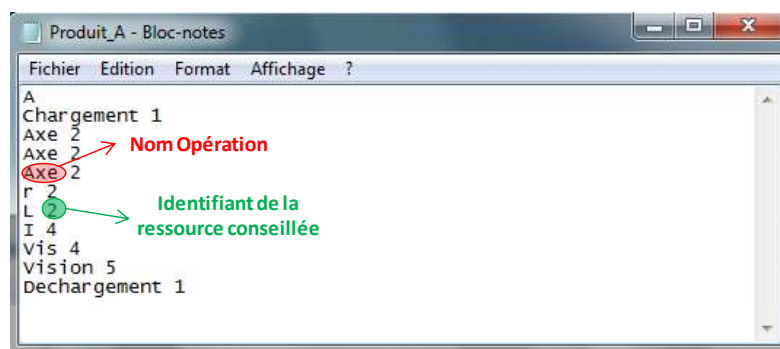 Produit_A - Bloc-notes
Fichier Edition Format Affichage ?
A
Chargement 1
Axe 2
Axe 2
Axe 2
r 2
L 2
I 4
Vis 4
Vision 5
Dechargement 1
Nom Opération
Identifiant de la
ressource conseillée